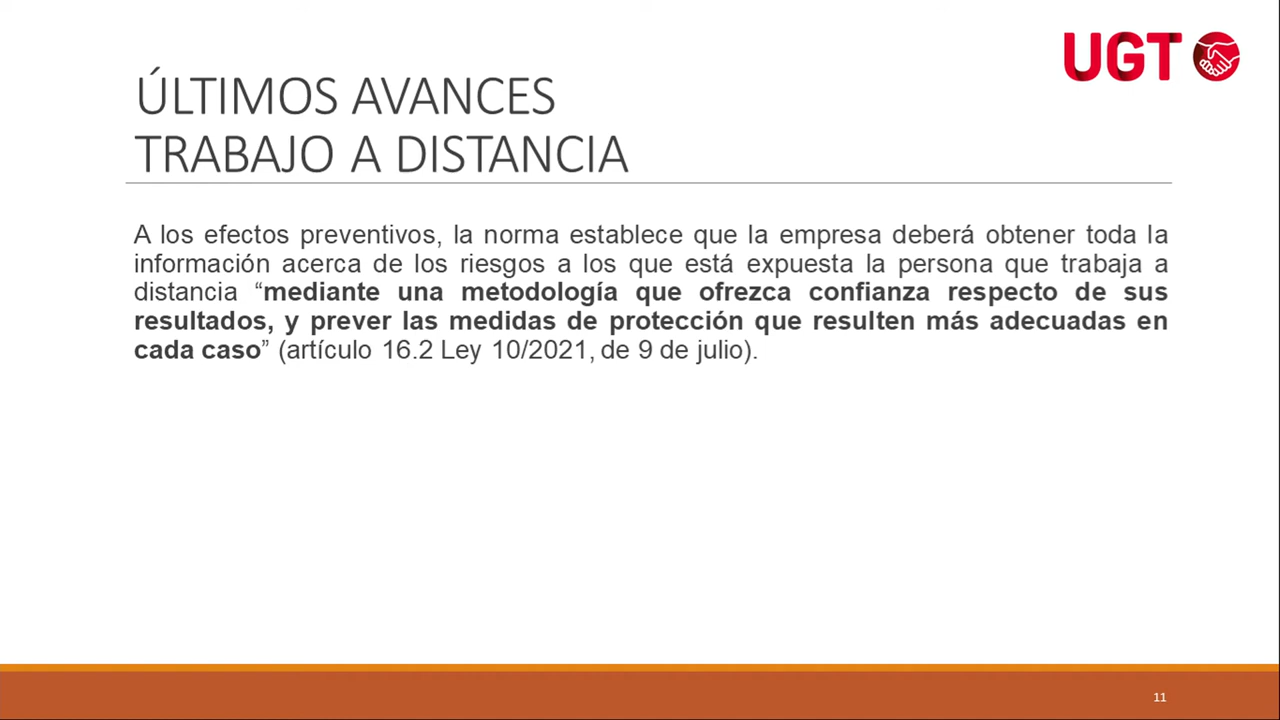 UGT
ÚLTIMOS AVANCES
TRABAJO A DISTANCIA
A los efectos preventivos, la norma establece que la empresa deberá obtener toda la
información acerca de los riesgos a los que está expuesta la persona que trabaja a
distancia “mediante una metodología que ofrezca confianza respecto de sus
resultados, y prever las medidas de protección que resulten más adecuadas en
cada caso” (artículo 16.2 Ley 10/2021, de 9 de julio).
11